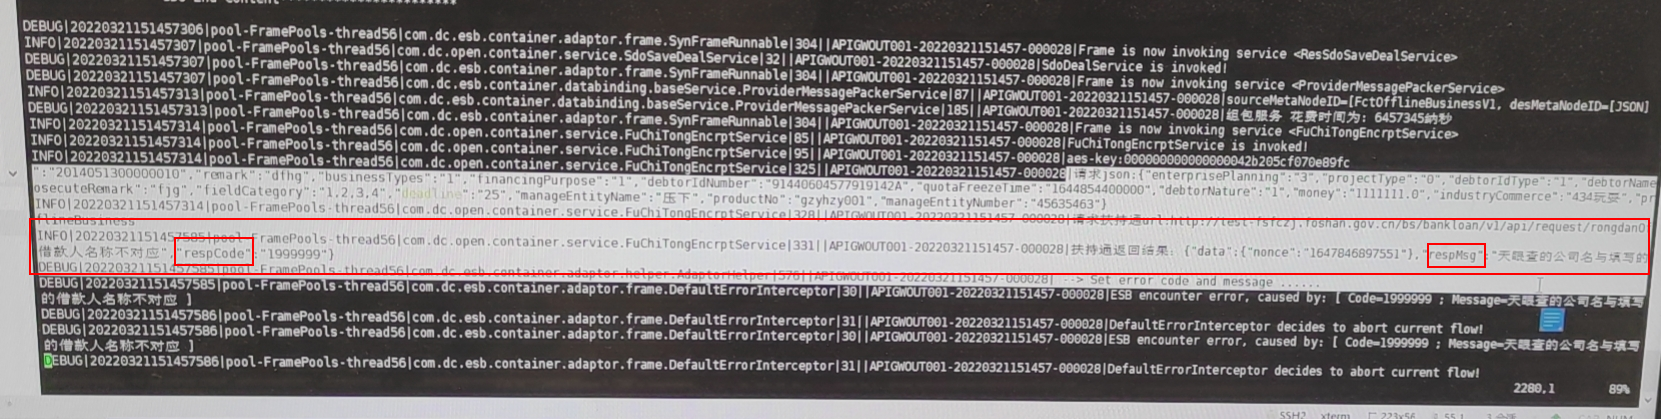 DEBUG|20220321151457306|pool-FramePools-thread56|com.dc.esb.container.adaptor.frame.SynFrameRunnable|304||APIGWOUT001-20220321151457-000028|Frame is now invoking service <ResSdoSaveDealService>
INFO|20220321151457307|pool-FramePools-thread56|com.dc.open.container.service.SdoSaveDealService|32||APIGWOUT001-20220321151457-000028|SdoDealService is invoked!
DEBUG|20220321151457307|pool-FramePools-thread56|com.dc.esb.container.adaptor.frame.SynFrameRunnable|304||APIGWOUT001-20220321151457-000028|Frame is now invoking service <ProviderMessagePackerService>
DEBUG|20220321151457307|pool-FramePools-thread56|com.dc.esb.container.databinding.baseService.ProviderMessagePackerService|87||APIGWOUT001-20220321151457-000028|sourceMetaNodeID=[FctOfflineBusinessV1, desMetaNodeID=[JSON]
INFO|20220321151457313|pool-FramePools-thread56|com.dc.esb.container.databinding.baseService.ProviderMessagePackerService|185||APIGWOUT001-20220321151457-000028|组包服务 花费时间为: 6457345纳秒
DEBUG|20220321151457313|pool-FramePools-thread56|com.dc.esb.container.adaptor.frame.SynFrameRunnable|304||APIGWOUT001-20220321151457-000028|Frame is now invoking service <FuChiTongEncrptService>
INFO|20220321151457314|pool-FramePools-thread56|com.dc.open.container.service.FuChiTongEncrptService|85||APIGWOUT001-20220321151457-000028|FuChiTongEncrptService is invoked!
INFO|20220321151457314|pool-FramePools-thread56|com.dc.open.container.service.FuChiTongEncrptService|95||APIGWOUT001-20220321151457-000028|aes-key:000000000000000042b205cf070e89fc
INFO|20220321151457314|pool-FramePools-thread56|com.dc.open.container.service.FuChiTongEncrptService|325||APIGWOUT001-20220321151457-000028|请求json:{"enterprisePlanning":"3","projectType":"0","debtorIdType":"1","debtorName
":"2014051300000010","remark":"dfhg","businessTypes":"1","financingPurpose":"1","debtorIdNumber":"91440604577919142A","quotaFreezeTime":"1644854400000","debtorNature":"1","money":"1111111.0","industryCommerce":"434玩耍","pr
osecuteRemark":"fjg","fieldCategory":"1,2,3,4","deadline":"25","manageEntityName":"压下","productNo":"gzyhzy001","manageEntityNumber":"45635463"}
INFO|20220321151457314|pool-FramePools-thread56|com.dc.open.container.service.FuChiTongEncrptService|328||APIGWOUT001-20220321151457-000028|请求扶持通url:http://test-fsfczj.foshan.gov.cn/bs/bankloan/v1/api/request/rongdanO
fflineBusiness
INFO|20220321151457585|pool-FramePools-thread56|com.dc.open.container.service.FuChiTongEncrptService|331||APIGWOUT001-20220321151457-000028|扶持通返回结果: {"data":{"nonce":"1647846897551"},"respMsg":"天眼查的公司名与填写的
借款人名称不对应","respCode":"1999999"}
DEBUG|20220321151457585|pool-FramePools-thread56|com.dc.esb.container.adaptor.helper.AdaptorHelper|576||APIGWOUT001-20220321151457-000028| --> Set error code and message ......
DEBUG|20220321151457585|pool-FramePools-thread56|com.dc.esb.container.adaptor.frame.DefaultErrorInterceptor|30||APIGWOUT001-20220321151457-000028|ESB encounter error, caused by: [ Code=1999999 ; Message=天眼查的公司名与填写
的借款人名称不对应 ]
DEBUG|20220321151457586|pool-FramePools-thread56|com.dc.esb.container.adaptor.frame.DefaultErrorInterceptor|31||APIGWOUT001-20220321151457-000028|DefaultErrorInterceptor decides to abort current flow!
DEBUG|20220321151457586|pool-FramePools-thread56|com.dc.esb.container.adaptor.frame.DefaultErrorInterceptor|30||APIGWOUT001-20220321151457-000028|ESB encounter error, caused by: [ Code=1999999 ; Message=天眼查的公司名与填写
的借款人名称不对应 ]
DEBUG|20220321151457586|pool-FramePools-thread56|com.dc.esb.container.adaptor.frame.DefaultErrorInterceptor|31||APIGWOUT001-20220321151457-000028|DefaultErrorInterceptor decides to abort current flow!
2280,1 89%
SSH2 xterm 223x56